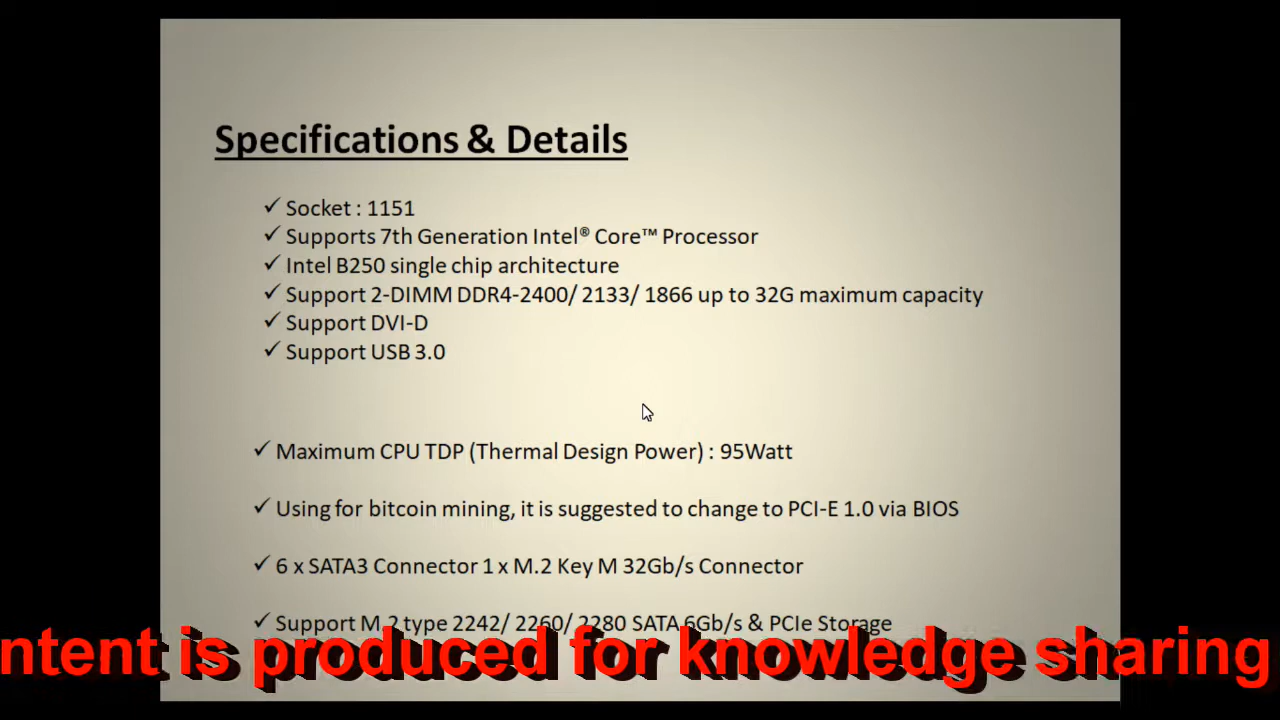 Specifications & Details
✓ Socket : 1151
✓ Supports 7th Generation Intel® Core™ Processor
✓ Intel B250 single chip architecture
✓ Support 2-DIMM DDR4-2400/ 2133/ 1866 up to 32G maximum capacity
✓ Support DVI-D
✓ Support USB 3.0
✓ Maximum CPU TDP (Thermal Design Power) : 95Watt
✓ Using for bitcoin mining, it is suggested to change to PCI-E 1.0 via BIOS
✓ 6 x SATA3 Connector 1 x M.2 Key M 32Gb/s Connector
✓ Support M.2 type 2242/ 2260/ 2280 SATA 6Gb/s & PCIe Storage
ntent is produced for knowledge sharing